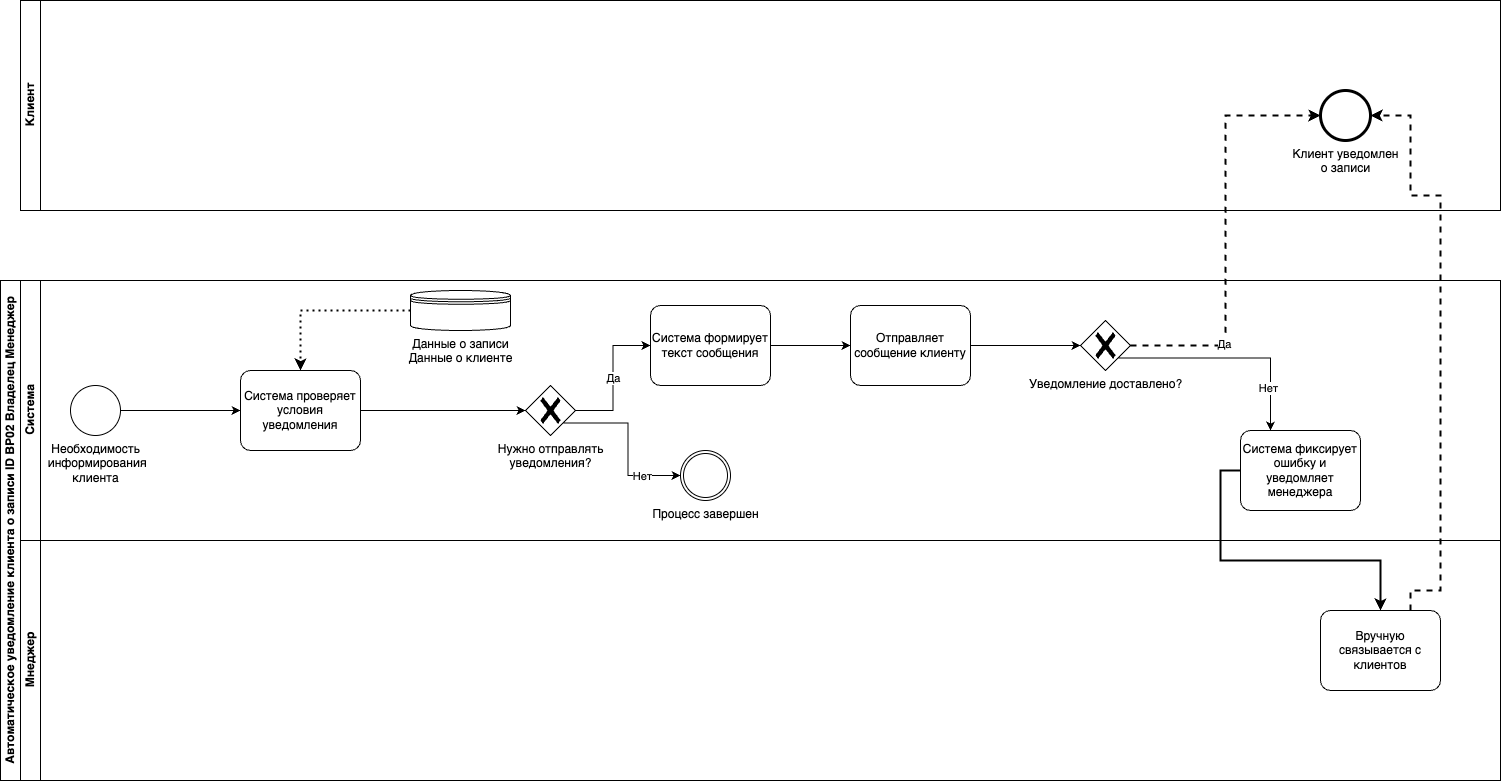 Клиент
Клиент уведомлен
о записи
Автоматическое уведомление клиента о записи ID BP02 Владелец Менеджер
Система
Данные о записи
Данные о клиенте
Необходимость
информирования
клиента
Система проверяет
условия
уведомления
Нужно отправлять
уведомления?
Да
Нет
Процесс завершен
Система формирует
текст сообщения
Отправляет
сообщение клиенту
Уведомление доставлено?
Да
Нет
Система фиксирует
ошибку и
уведомляет
менеджера
Мнеджер
Вручную
связывается с
клиентов